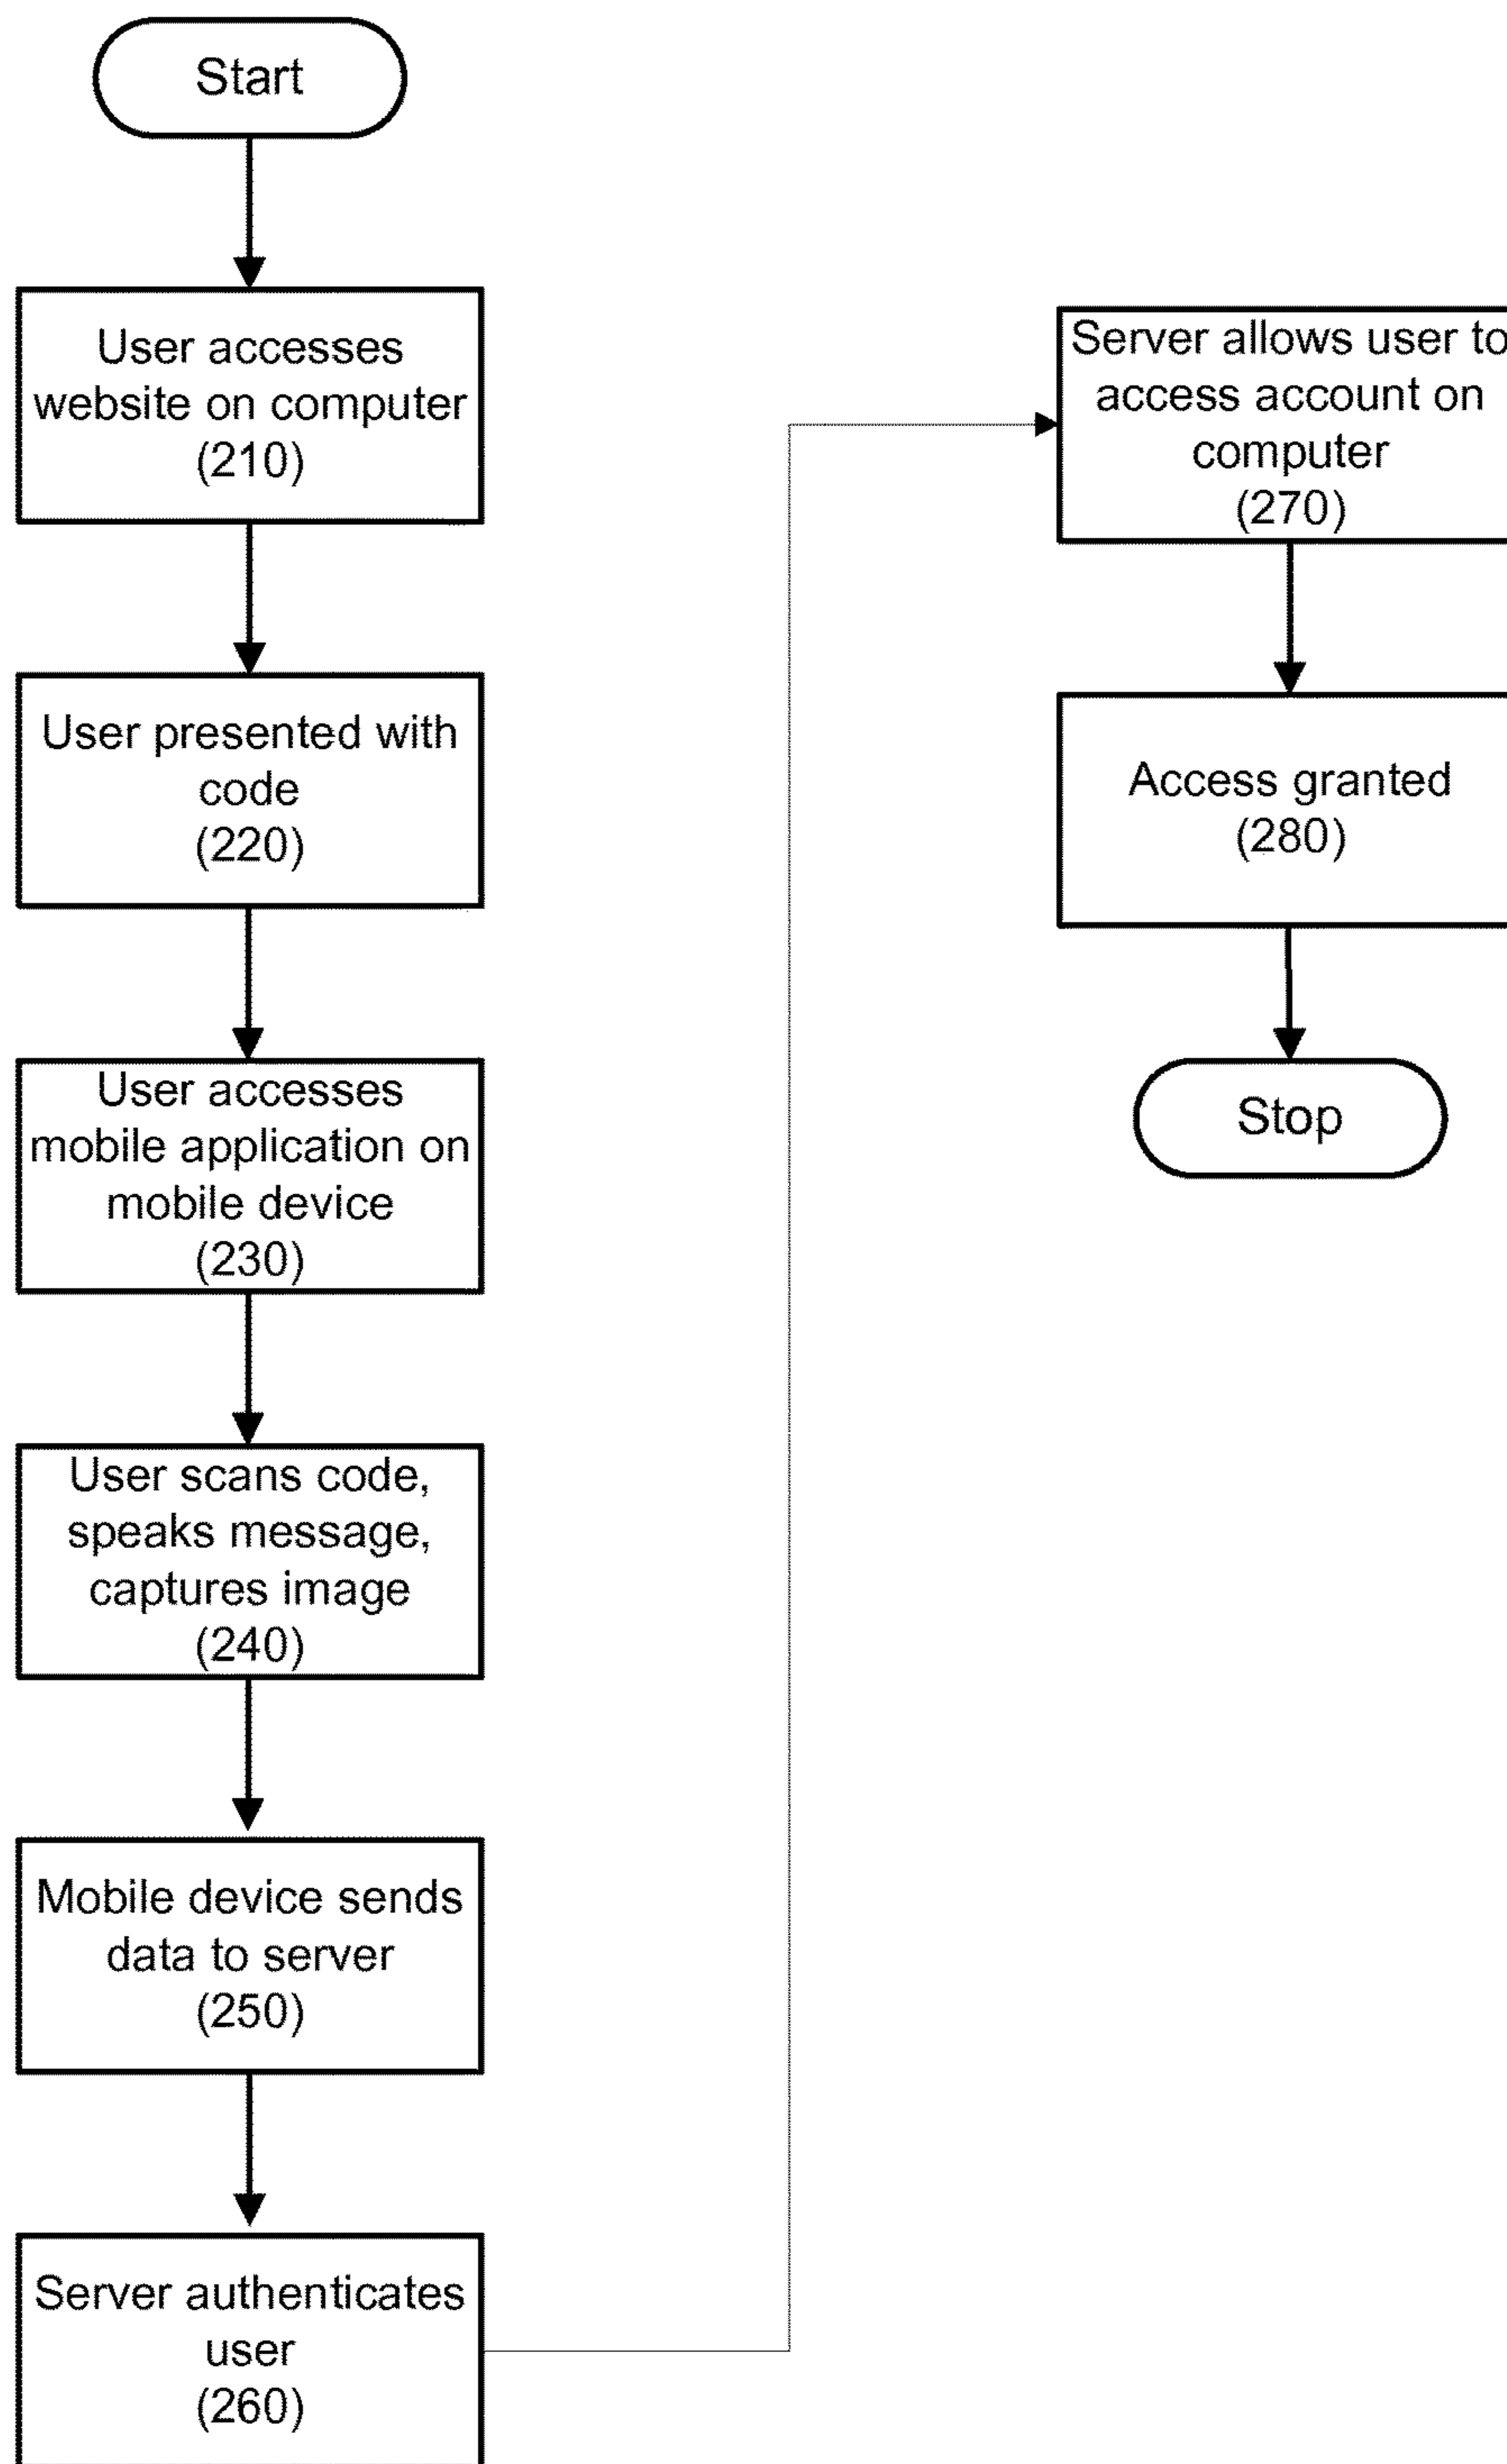 Start
User accesses
website on computer
(210)
User presented with
code
(220)
User accesses
mobile application on
mobile device
(230)
User scans code,
speaks message,
captures image
(240)
Mobile device sends
data to server
(250)
Server authenticates
user
(260)
Server allows user to
access account on
computer
(270)
Access granted
(280)
Stop